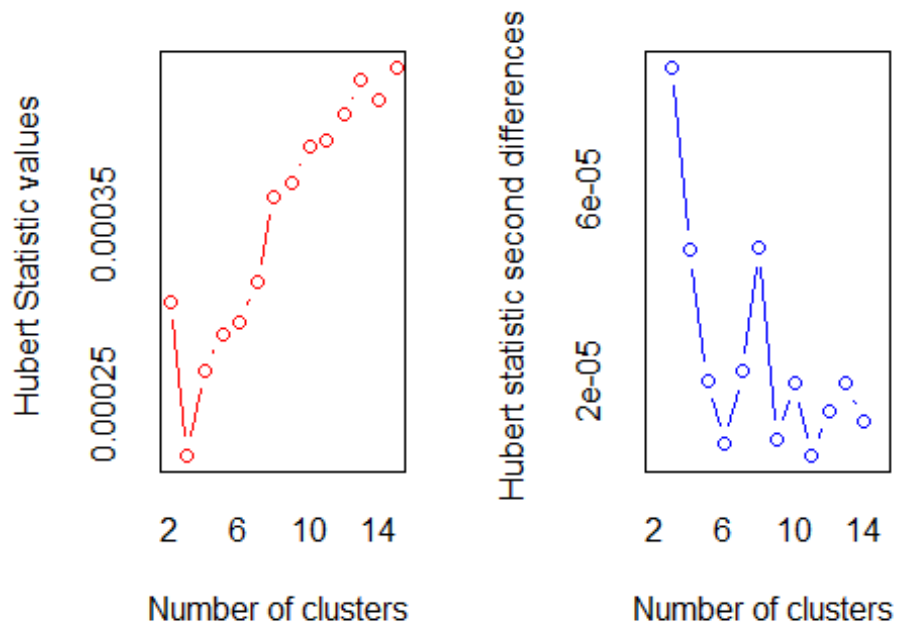 Hubert Statistic values
0.00025 0.00035
2 6 10 14
Number of clusters
Hubert statistic second differences
2e-05 6e-05
2 6 10 14
Number of clusters